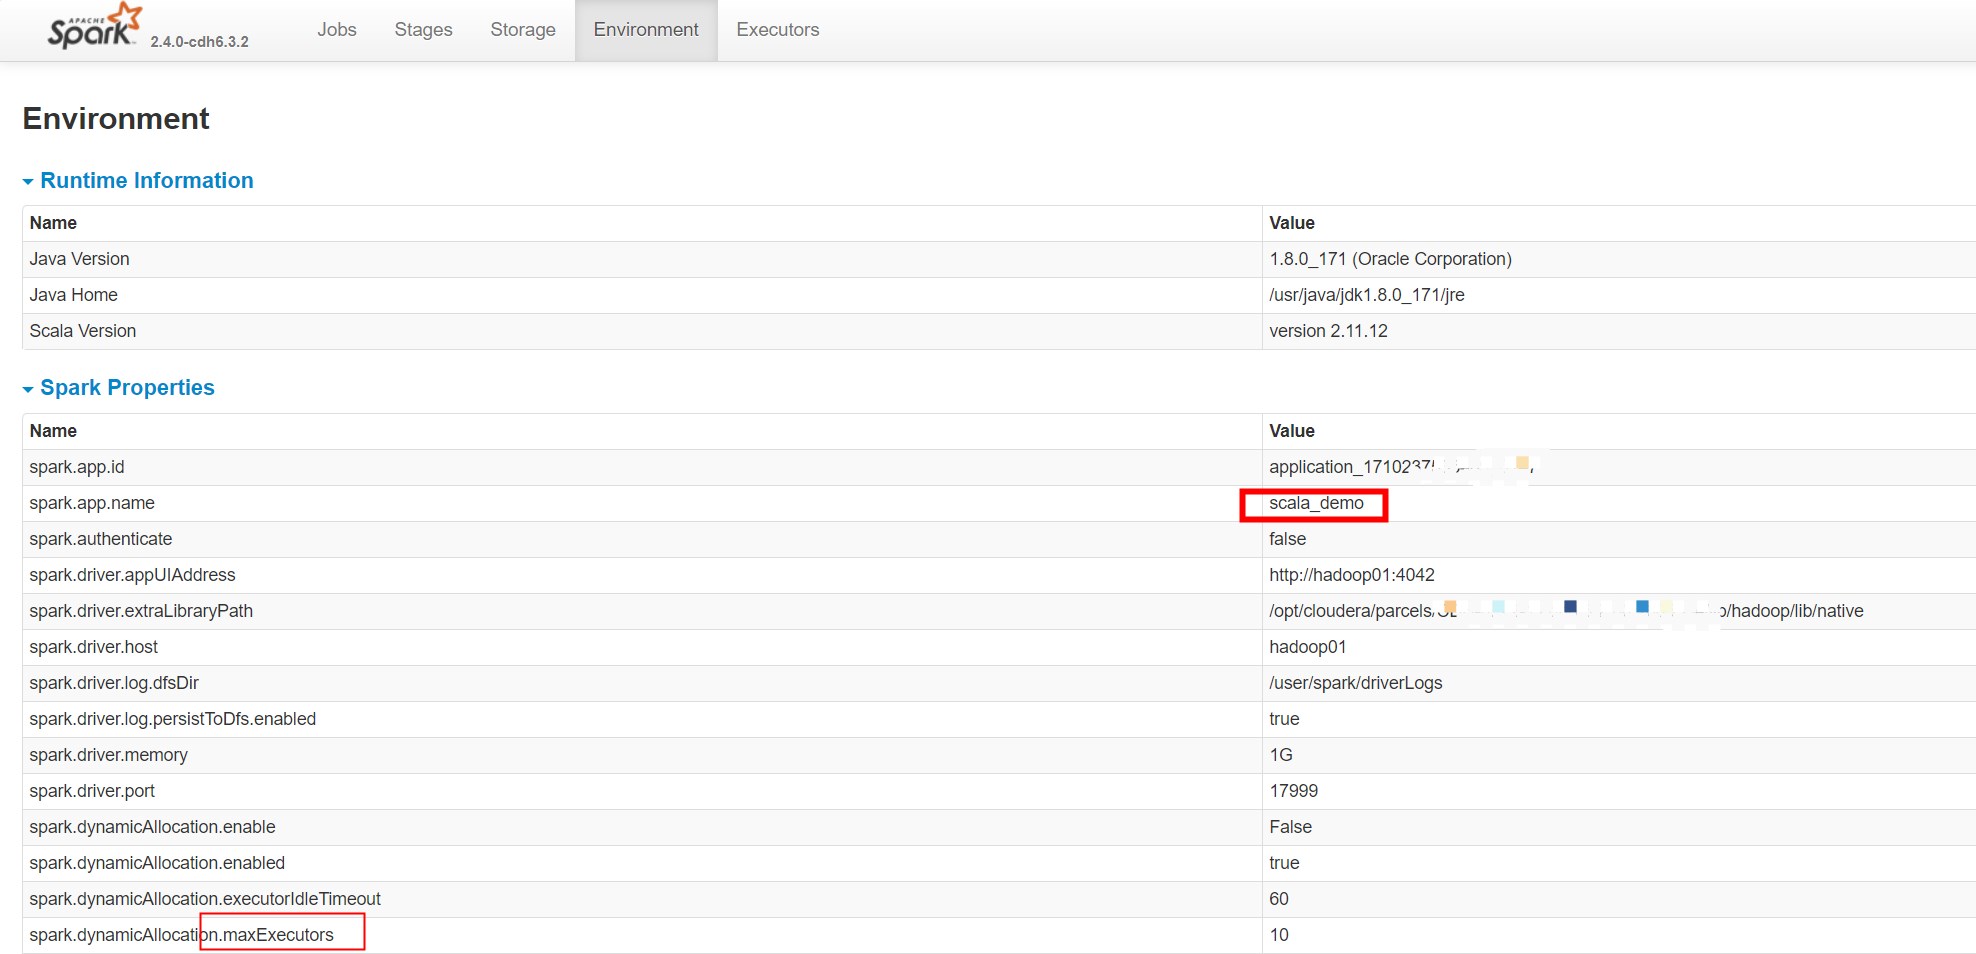 APACHE
Spark 2.4.0-cdh6.3.2 Jobs Stages Storage Environment Executors
Environment
Runtime Information
Name Value
Java Version 1.8.0_171 (Oracle Corporation)
Java Home /usr/java/jdk1.8.0_171/jre
Scala Version version 2.11.12
Spark Properties
Name Value
spark.app.id application_1710237
spark.app.name scala_demo
spark.authenticate false
spark.driver.appUIAddress http://hadoop01:4042
spark.driver.extraLibraryPath /opt/cloudera/parcels/ /hadoop/lib/native
spark.driver.host hadoop01
spark.driver.log.dfsDir /user/spark/driverLogs
spark.driver.log.persistToDfs.enabled true
spark.driver.memory 1G
spark.driver.port 17999
spark.dynamicAllocation.enable False
spark.dynamicAllocation.enabled true
spark.dynamicAllocation.executorIdleTimeout 60
spark.dynamicAllocation.maxExecutors 10